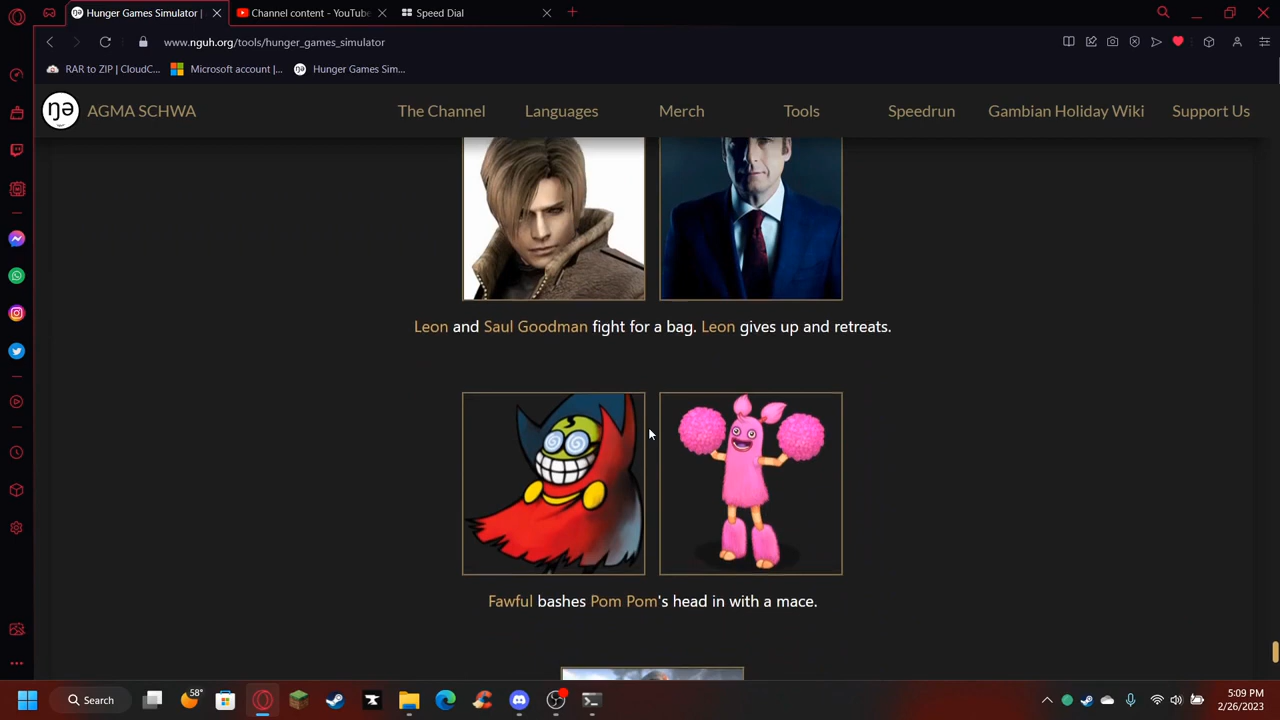 Hunger Games Simulator |
Channel content - YouTube
Speed Dial
www.nguh.org/tools/hunger_games_simulator
RAR to ZIP | CloudC...
Microsoft account |...
Hunger Games Sim...
ŋə
AGMA SCHWA
The Channel
Languages
Merch
Tools
Speedrun
Gambian Holiday Wiki
Support Us
Leon and Saul Goodman fight for a bag. Leon gives up and retreats.
Fawful bashes Pom Pom's head in with a mace.
58°
Search
5:09 PM
2/26/2023